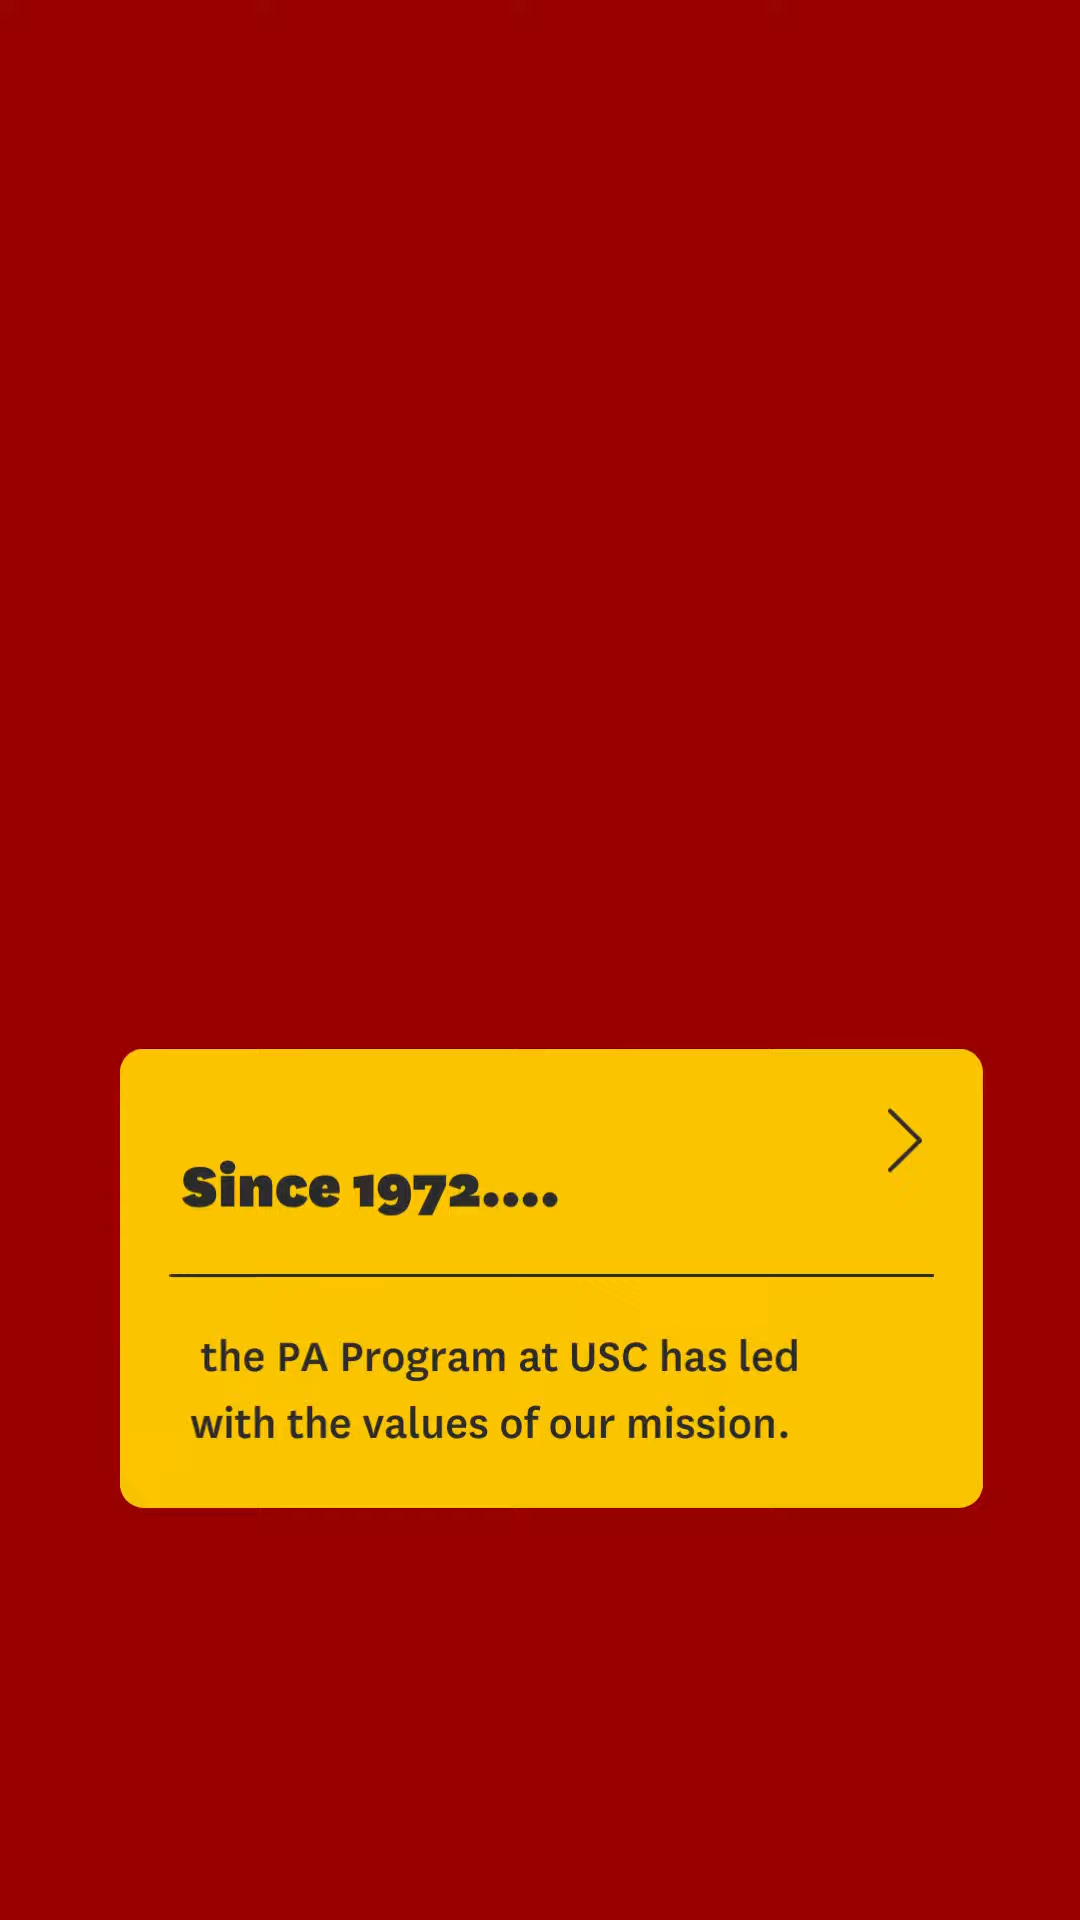 Since 1972....
the PA Program at USC has led
with the values of our mission.